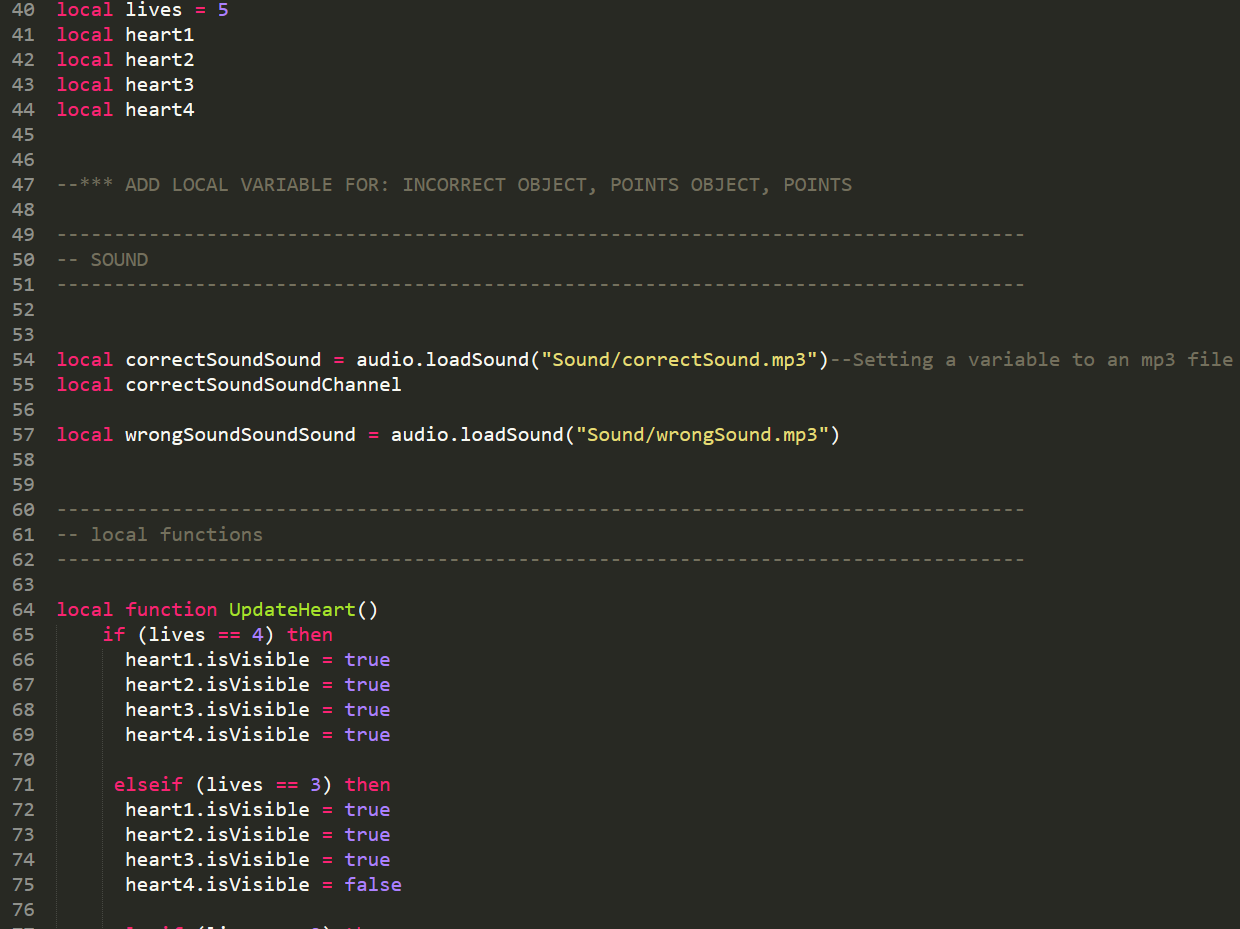 40 local lives = 5
41 local heart1
42 local heart2
43 local heart3
44 local heart4
45
46
47 --*** ADD LOCAL VARIABLE FOR: INCORRECT OBJECT, POINTS OBJECT, POINTS
48
49 ------------------------------------------------------------------------------------
50 -- SOUND
51 ------------------------------------------------------------------------------------
52
53
54 local correctSoundSound = audio.loadSound("Sound/correctSound.mp3")--Setting a variable to an mp3 file
55 local correctSoundSoundChannel
56
57 local wrongSoundSoundSound = audio.loadSound("Sound/wrongSound.mp3")
58
59
60 ------------------------------------------------------------------------------------
61 -- local functions
62 ------------------------------------------------------------------------------------
63
64 local function UpdateHeart()
65 if (lives == 4) then
66 heart1.isVisible = true
67 heart2.isVisible = true
68 heart3.isVisible = true
69 heart4.isVisible = true
70
71 elseif (lives == 3) then
72 heart1.isVisible = true
73 heart2.isVisible = true
74 heart3.isVisible = true
75 heart4.isVisible = false
76